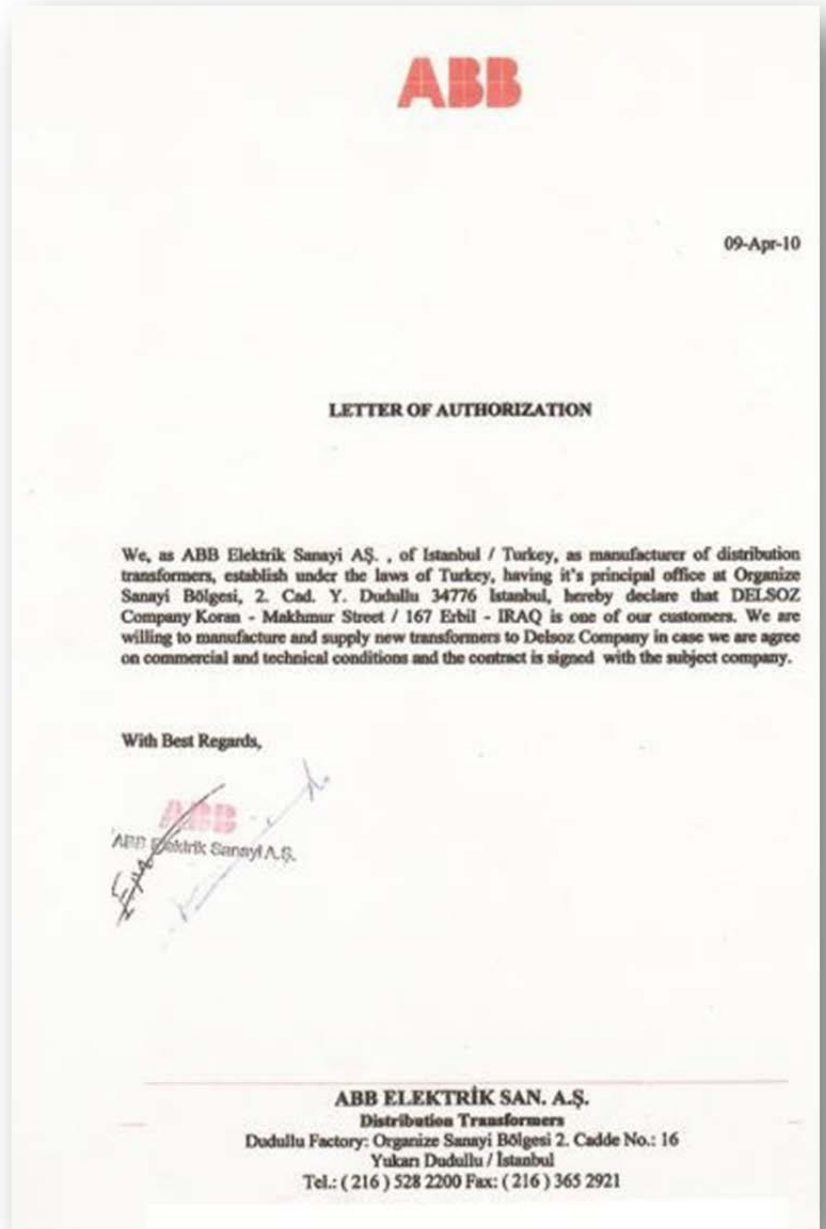 ABB
09-Apr-10
LETTER OF AUTHORIZATION
We, as ABB Elektrik Sanayi AŞ. , of Istanbul / Turkey, as manufacturer of distribution
transformers, establish under the laws of Turkey, having it's principal office at Organize
Sanayi Bölgesi, 2. Cad. Y. Dudullu 34776 Istanbul, hereby declare that DELSOZ
Company Koran - Makhmur Street / 167 Erbil - IRAQ is one of our customers. We are
willing to manufacture and supply new transformers to Delsoz Company in case we are agree
on commercial and technical conditions and the contract is signed with the subject company.
With Best Regards,
ABB
ABB Elektrik Sanayi A.Ş.
ABB ELEKTRİK SAN. A.Ş.
Distribution Transformers
Dudullu Factory: Organize Sanayi Bölgesi 2. Cadde No.: 16
Yukarı Dudullu / İstanbul
Tel.: ( 216 ) 528 2200 Fax: ( 216 ) 365 2921